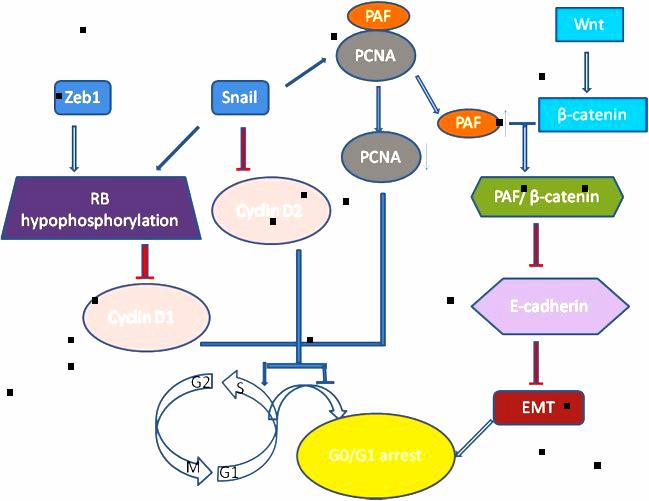 PAF
Wnt
PCNA
Zeb1
Snail
PAF
β-catenin
PCNA
RB
hypophosphorylation
Cyclin D2
PAF/ β-catenin
Cyclin D1
E-cadherin
G2
S
EMT
M
G1
G0/G1 arrest